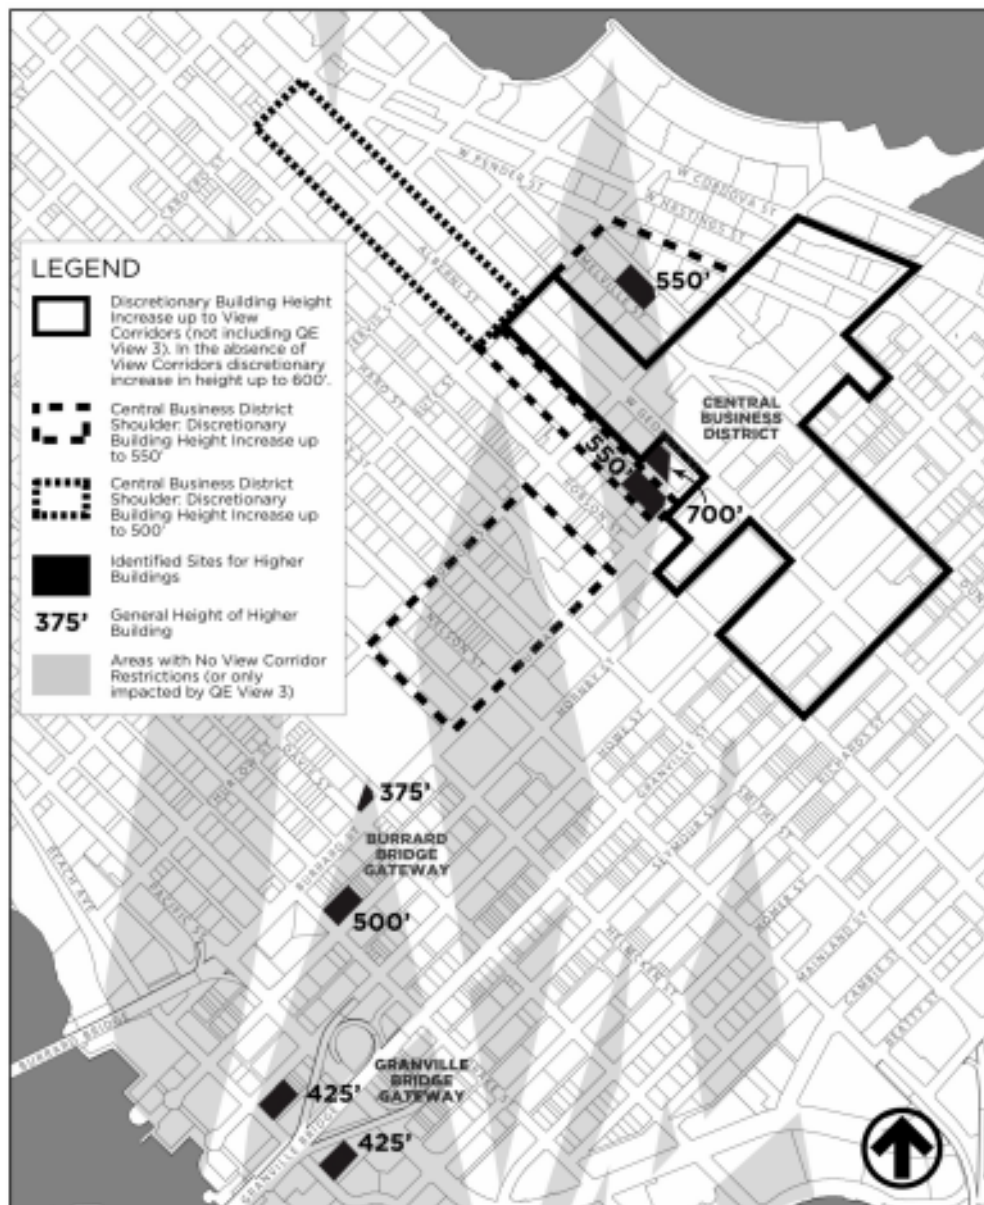 W PENDER ST
W CORDOVA ST
W HASTINGS ST
CARDERO ST
ALBERNI ST
MELVILLE ST
550'
LEGEND
Discretionary Building Height
Increase up to View
Corridors (not including QE
View 3). In the absence of
View Corridors discretionary
increase in height up to 600'.
Central Business District
Shoulder: Discretionary
Building Height Increase up
to 550'
Central Business District
Shoulder: Discretionary
Building Height Increase up
to 500'
Identified Sites for Higher
Buildings
375'
General Height of Higher
Building
Areas with No View Corridor
Restrictions (or only
impacted by QE View 3)
CENTRAL
BUSINESS
DISTRICT
550'
700'
ROBSON ST
NELSON ST
HORNBY ST
HOWE ST
GRANVILLE ST
RICHARDS ST
SMITHE ST
SEYMOUR ST
HOMER ST
MAINLAND ST
CAMBIE ST
BEATTY ST
HELMCKEN ST
DAVIE ST
375'
BURRARD
BRIDGE
GATEWAY
BURRARD ST
500'
BEACH AVE
PACIFIC ST
BURRARD BRIDGE
GRANVILLE
BRIDGE
GATEWAY
425'
425'
GRANVILLE BRIDGE